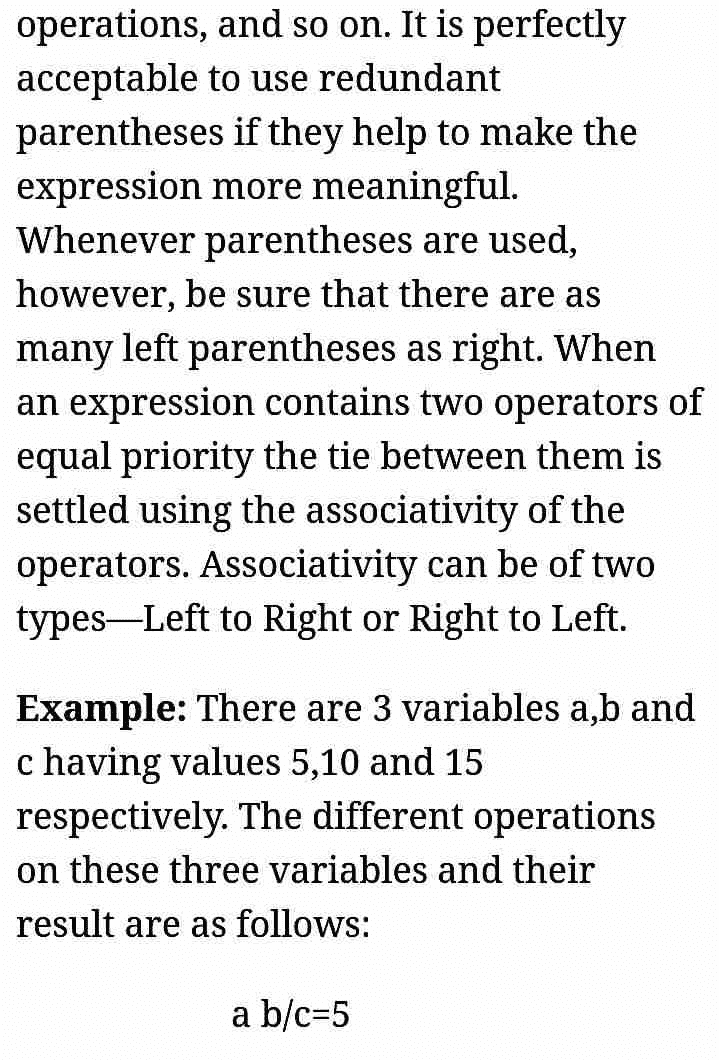 operations, and so on. It is perfectly
acceptable to use redundant
parentheses if they help to make the
expression more meaningful.
Whenever parentheses are used,
however, be sure that there are as
many left parentheses as right. When
an expression contains two operators of
equal priority the tie between them is
settled using the associativity of the
operators. Associativity can be of two
types—Left to Right or Right to Left.
Example: There are 3 variables a,b and
c having values 5,10 and 15
respectively. The different operations
on these three variables and their
result are as follows:
a b/c=5